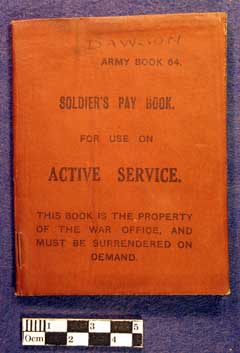 DAWSON
ARMY BOOK 64.
SOLDIER'S PAY BOOK.
FOR USE ON
ACTIVE SERVICE.
THIS BOOK IS THE PROPERTY
OF THE WAR OFFICE, AND
MUST BE SURRENDERED ON
DEMAND.
1 3 5
0cm 2 4